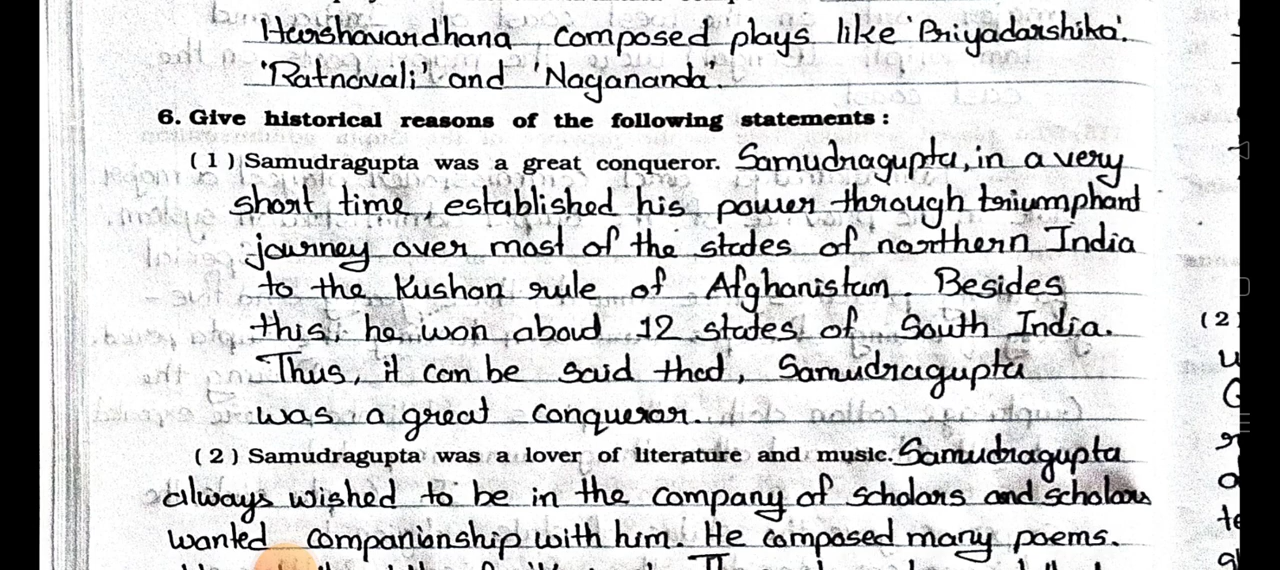 Harshavardhana composed plays like 'Priyadarshika'.
'Ratnavali' and 'Nagananda'.
6. Give historical reasons of the following statements :
( 1 ) Samudragupta was a great conqueror. Samudragupta, in a very
short time, established his power through triumphant
journey over most of the states of northern India
to the Kushan rule of Afghanistan. Besides
this, he won about 12 states of South India.
Thus, it can be said that, Samudragupta
was a great conqueror.
( 2 ) Samudragupta was a lover of literature and music. Samudragupta
always wished to be in the company of scholars and scholars
wanted companionship with him. He composed many poems.
( 2